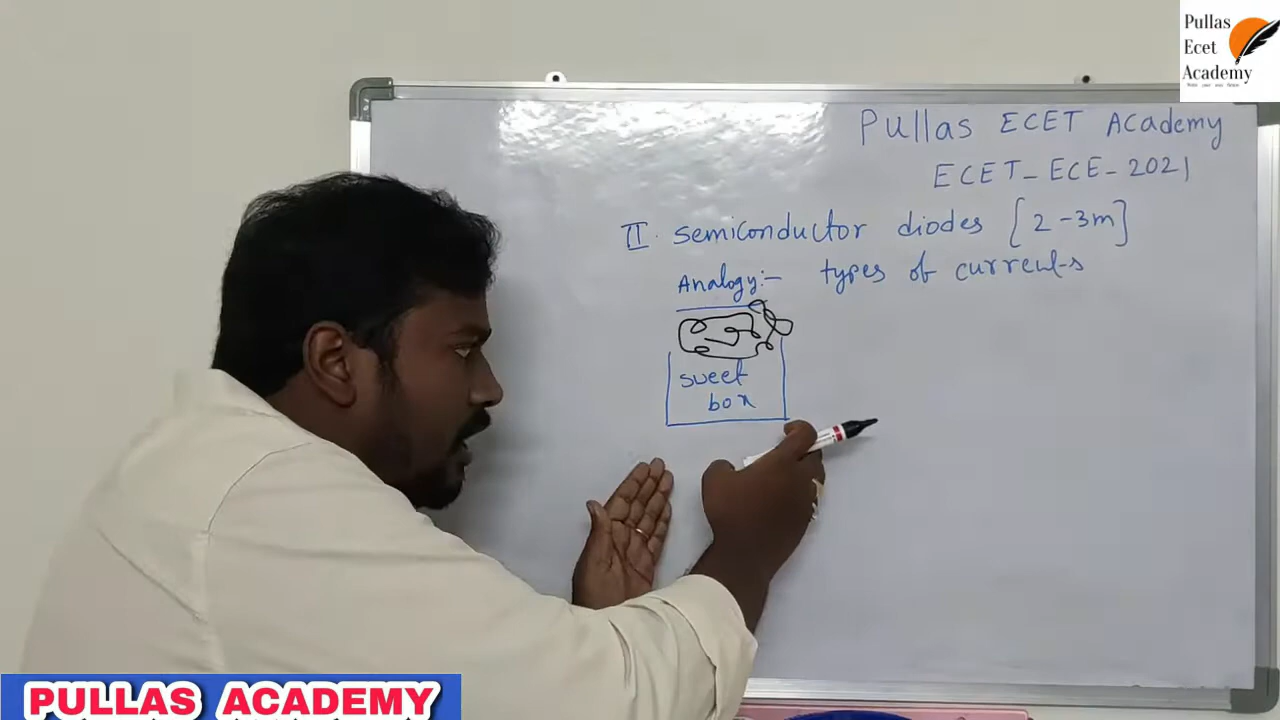 Pullas
Ecet
Academy
Pullas ECET Academy
ECET-ECE-2021
II. semiconductor diodes [2-3m]
Analogy:- types of currents
sweet
box
PULLAS ACADEMY